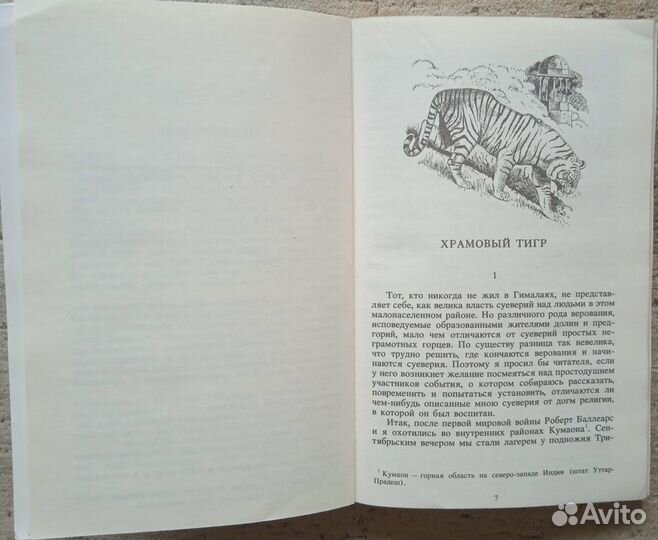 ХРАМОВЫЙ ТИГР
1
Тот, кто никогда не жил в Гималаях, не представ-
ляет себе, как велика власть суеверий над людьми в этом
малонаселенном районе. Но различного рода верования,
исповедуемые образованными жителями долин и пред-
горий, мало чем отличаются от суеверий простых не-
грамотных горцев. По существу разница так невелика,
что трудно решить, где кончаются верования и начи-
наются суеверия. Поэтому я просил бы читателя, если
у него возникнет желание посмеяться над простодушием
участников события, о котором собираюсь рассказать,
повременить и попытаться установить, отличаются ли
чем-нибудь описанные мною суеверия от догм религии,
в которой он был воспитан.
Итак, после первой мировой войны Роберт Баллеарс
и я охотились во внутренних районах Кумаона¹. Сен-
тябрьским вечером мы стали лагерем у подножия Три-
¹ Кумаон — горная область на северо-западе Индии (штат Уттар-
Прадеш).
7
Avito